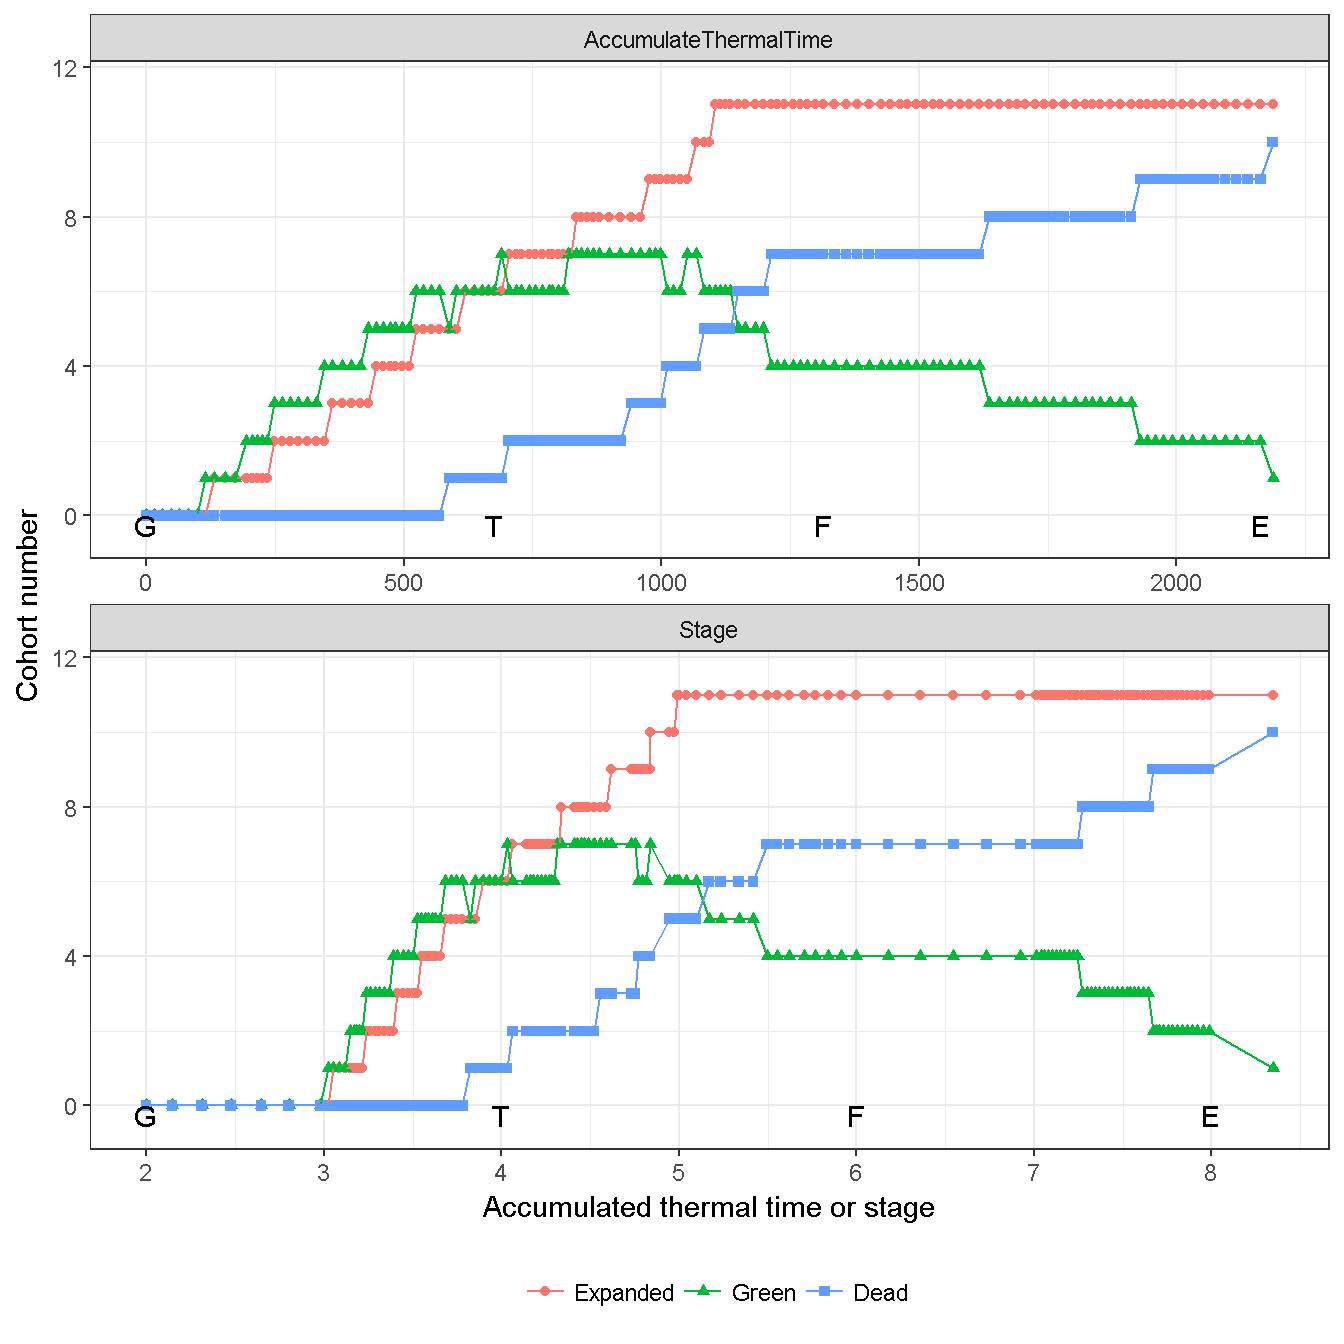 AccumulateThermalTime
12
8
4
0
G T F E
0 500 1000 1500 2000
Cohort number
Stage
12
8
4
0
G T F E
2 3 4 5 6 7 8
Accumulated thermal time or stage
Expanded Green Dead